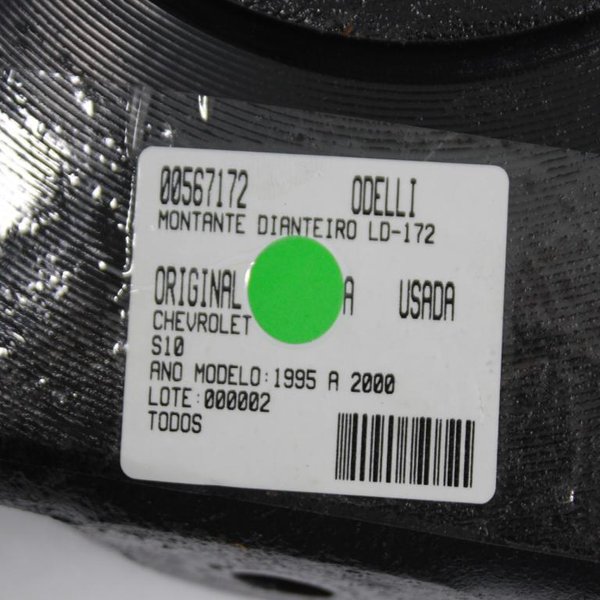 00567172 ODELLI
MONTANTE DIANTEIRO LD-172
ORIGINAL USADA
CHEVROLET
S10
ANO MODELO:1995 A 2000
LOTE:000002
TODOS